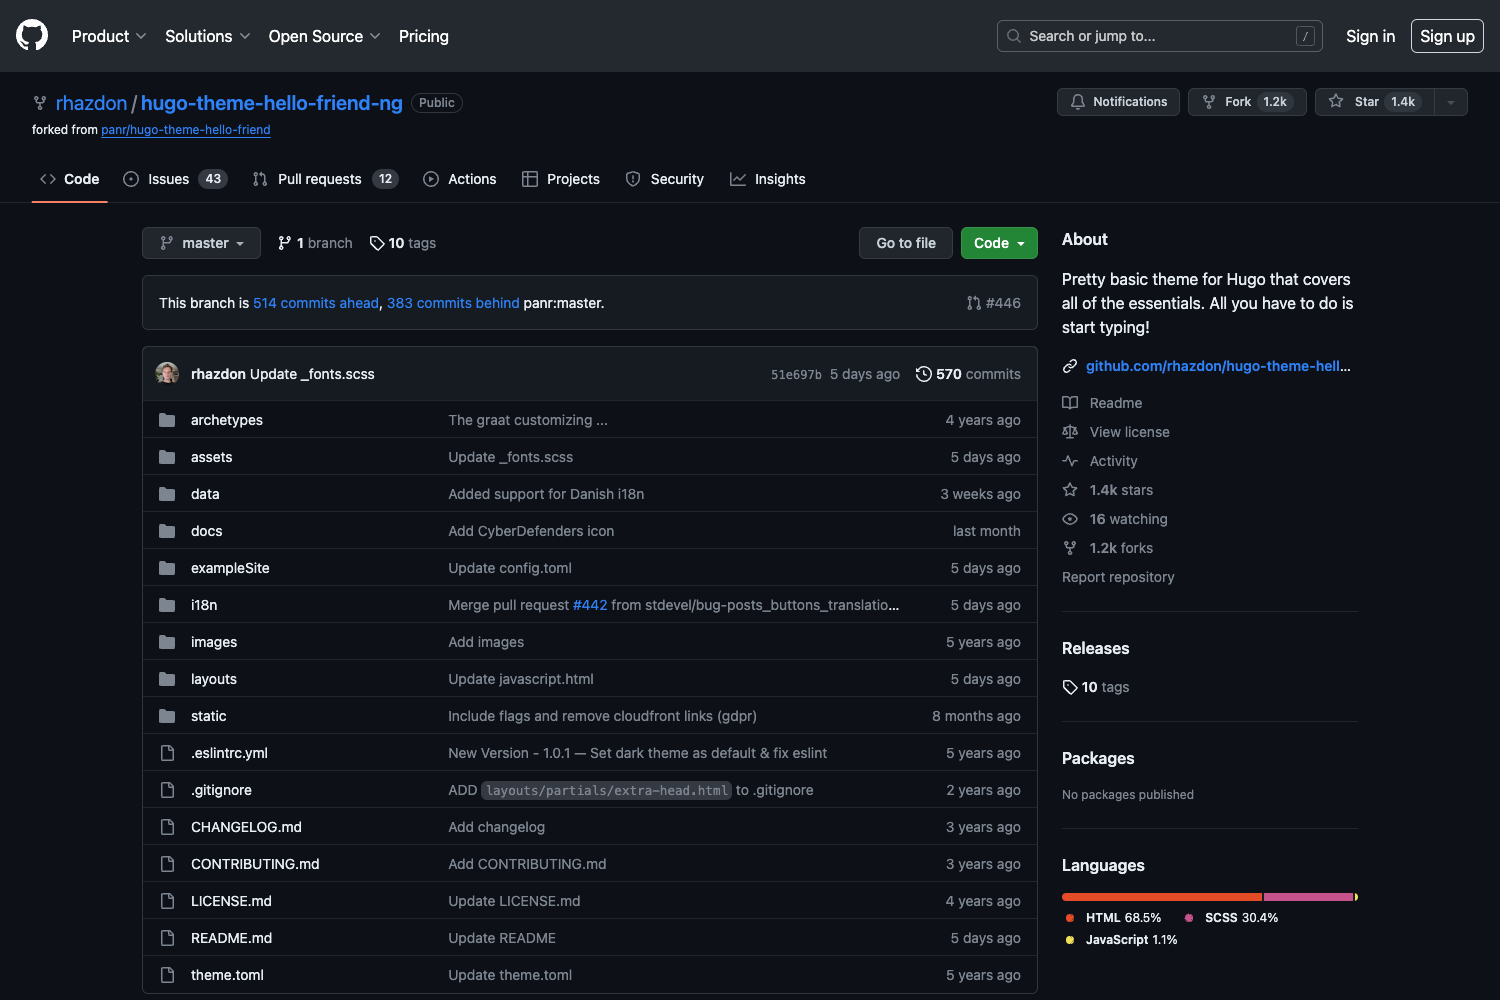 Product Solutions Open Source Pricing Search or jump to... / Sign in Sign up
rhazdon / hugo-theme-hello-friend-ng Public Notifications Fork 1.2k Star 1.4k
forked from panr/hugo-theme-hello-friend
Code Issues 43 Pull requests 12 Actions Projects Security Insights
master 1 branch 10 tags Go to file Code
This branch is 514 commits ahead, 383 commits behind panr:master. #446
rhazdon Update _fonts.scss 51e697b 5 days ago 570 commits
archetypes The graat customizing ... 4 years ago
assets Update _fonts.scss 5 days ago
data Added support for Danish i18n 3 weeks ago
docs Add CyberDefenders icon last month
exampleSite Update config.toml 5 days ago
i18n Merge pull request #442 from stdevel/bug-posts_buttons_translatio... 5 days ago
images Add images 5 years ago
layouts Update javascript.html 5 days ago
static Include flags and remove cloudfront links (gdpr) 8 months ago
.eslintrc.yml New Version - 1.0.1 — Set dark theme as default & fix eslint 5 years ago
.gitignore ADD layouts/partials/extra-head.html to .gitignore 2 years ago
CHANGELOG.md Add changelog 3 years ago
CONTRIBUTING.md Add CONTRIBUTING.md 3 years ago
LICENSE.md Update LICENSE.md 4 years ago
README.md Update README 5 days ago
theme.toml Update theme.toml 5 years ago
About
Pretty basic theme for Hugo that covers
all of the essentials. All you have to do is
start typing!
github.com/rhazdon/hugo-theme-hell...
Readme
View license
Activity
1.4k stars
16 watching
1.2k forks
Report repository
Releases
10 tags
Packages
No packages published
Languages
HTML 68.5% SCSS 30.4%
JavaScript 1.1%